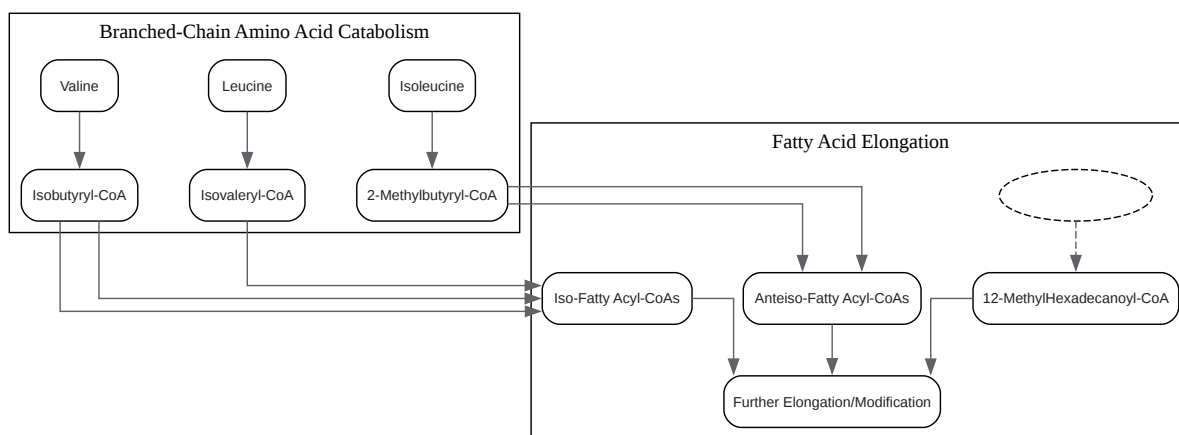 Branched-Chain Amino Acid Catabolism
Valine
Leucine
Isoleucine
Fatty Acid Elongation
Isobutyryl-CoA
Isovaleryl-CoA
2-Methylbutyryl-CoA
Iso-Fatty Acyl-CoAs
Anteiso-Fatty Acyl-CoAs
12-MethylHexadecanoyl-CoA
Further Elongation/Modification